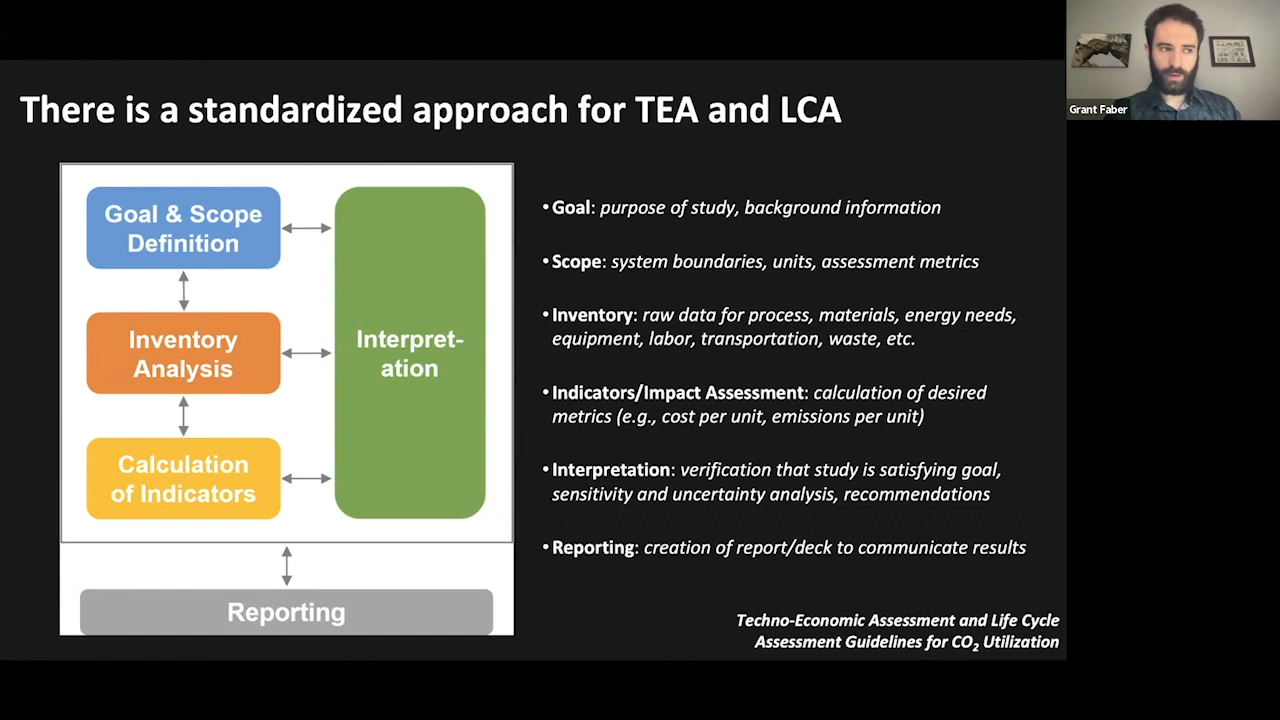 There is a standardized approach for TEA and LCA
Grant Faber
Goal & Scope
Definition
Inventory
Analysis
Calculation
of Indicators
Interpret-
ation
Reporting
• Goal: purpose of study, background information
• Scope: system boundaries, units, assessment metrics
• Inventory: raw data for process, materials, energy needs,
equipment, labor, transportation, waste, etc.
• Indicators/Impact Assessment: calculation of desired
metrics (e.g., cost per unit, emissions per unit)
• Interpretation: verification that study is satisfying goal,
sensitivity and uncertainty analysis, recommendations
• Reporting: creation of report/deck to communicate results
Techno-Economic Assessment and Life Cycle
Assessment Guidelines for CO₂ Utilization